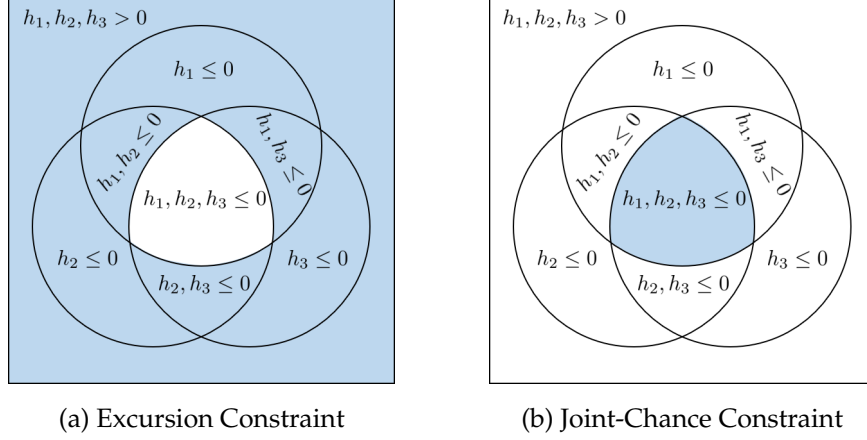 h₁, h₂, h₃ > 0
h₁ ≤ 0
h₁, h₂ ≤ 0
h₁, h₃ ≤ 0
h₁, h₂, h₃ ≤ 0
h₂ ≤ 0
h₂, h₃ ≤ 0
h₃ ≤ 0
(a) Excursion Constraint
h₁, h₂, h₃ > 0
h₁ ≤ 0
h₁, h₂ ≤ 0
h₁, h₃ ≤ 0
h₁, h₂, h₃ ≤ 0
h₂ ≤ 0
h₂, h₃ ≤ 0
h₃ ≤ 0
(b) Joint-Chance Constraint